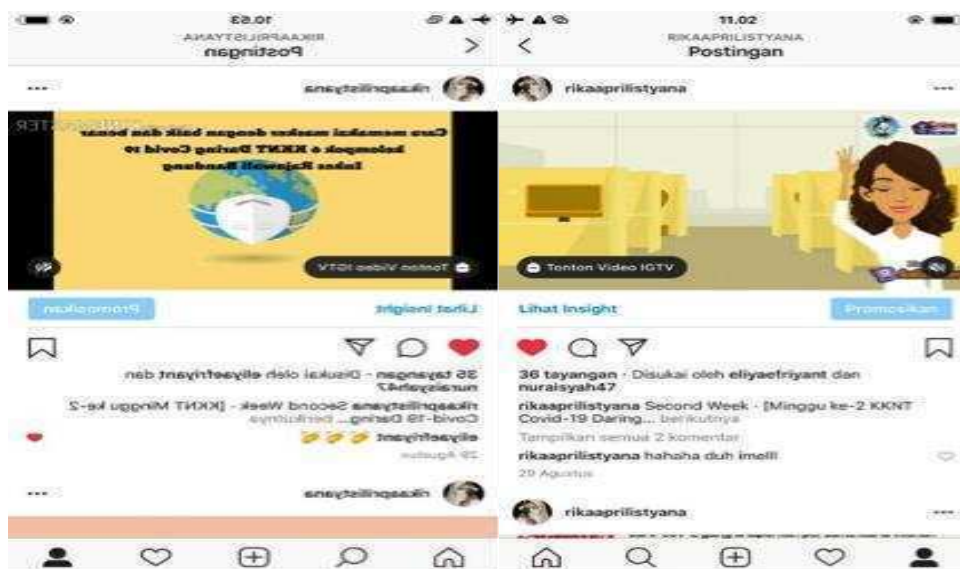 10.53
RIKAAPRILISTYANA
Postingan
rikaaprilistyana
Cara memakai masker dengan baik dan benar
kelompok 6 KKNT Daring Covid 19
Inkes Rajawali Bandung
Tonton Video IGTV
Lihat Insight
Promosikan
35 tayangan · Disukai oleh eliyaefriyant dan
nuraisyah47
rikaaprilistyana Second Week - [KKNT Minggu ke-2
Covid-19 Daring... berikutnya
eliyaefriyant
29 Agustus
rikaaprilistyana
11.02
RIKAAPRILISTYANA
Postingan
rikaaprilistyana
Tonton Video IGTV
Lihat Insight
Promosikan
36 tayangan · Disukai oleh eliyaefriyant dan
nuraisyah47
rikaaprilistyana Second Week - [Minggu ke-2 KKNT
Covid-19 Daring... berikutnya
Tampilkan semua 2 komentar
rikaaprilistyana hahaha duh imelll
29 Agustus
rikaaprilistyana